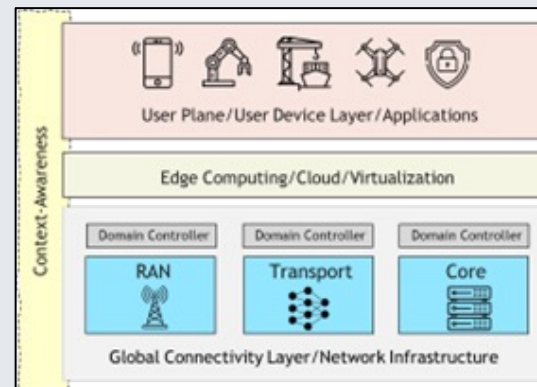 Context-Awareness
User Plane/User Device Layer/Applications
Edge Computing/Cloud/Virtualization
Domain Controller
Domain Controller
Domain Controller
RAN
Transport
Core
Global Connectivity Layer/Network Infrastructure